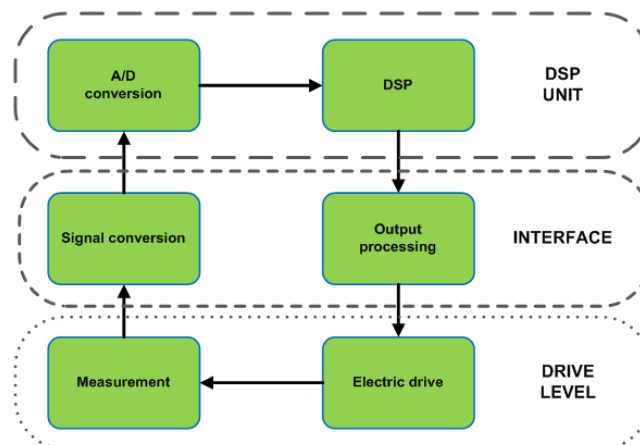 A/D
conversion
DSP
DSP
UNIT
Signal conversion
Output
processing
INTERFACE
Measurement
Electric drive
DRIVE
LEVEL